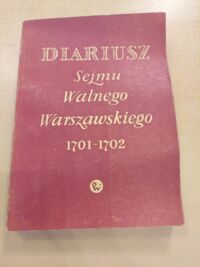 DIARIUSZ
Sejmu
Walnego
Warszawskiego
1701-1702